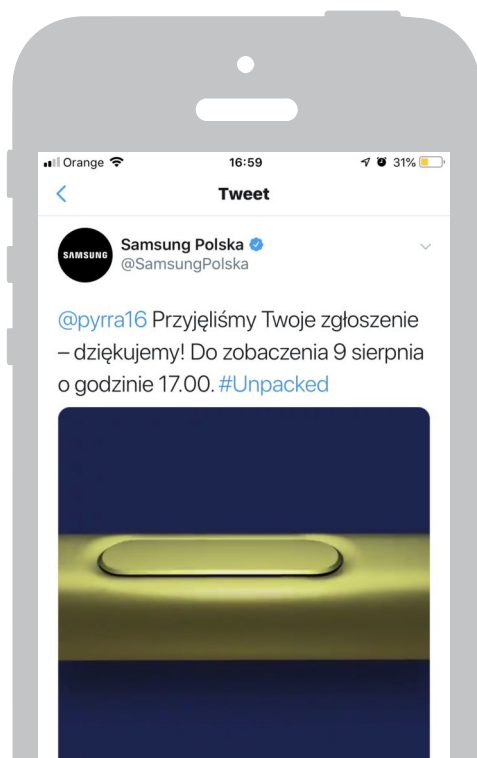 Orange 16:59 31%
Tweet
SAMSUNG
Samsung Polska
@SamsungPolska
@pyrra16 Przyjęliśmy Twoje zgłoszenie
– dziękujemy! Do zobaczenia 9 sierpnia
o godzinie 17.00. #Unpacked